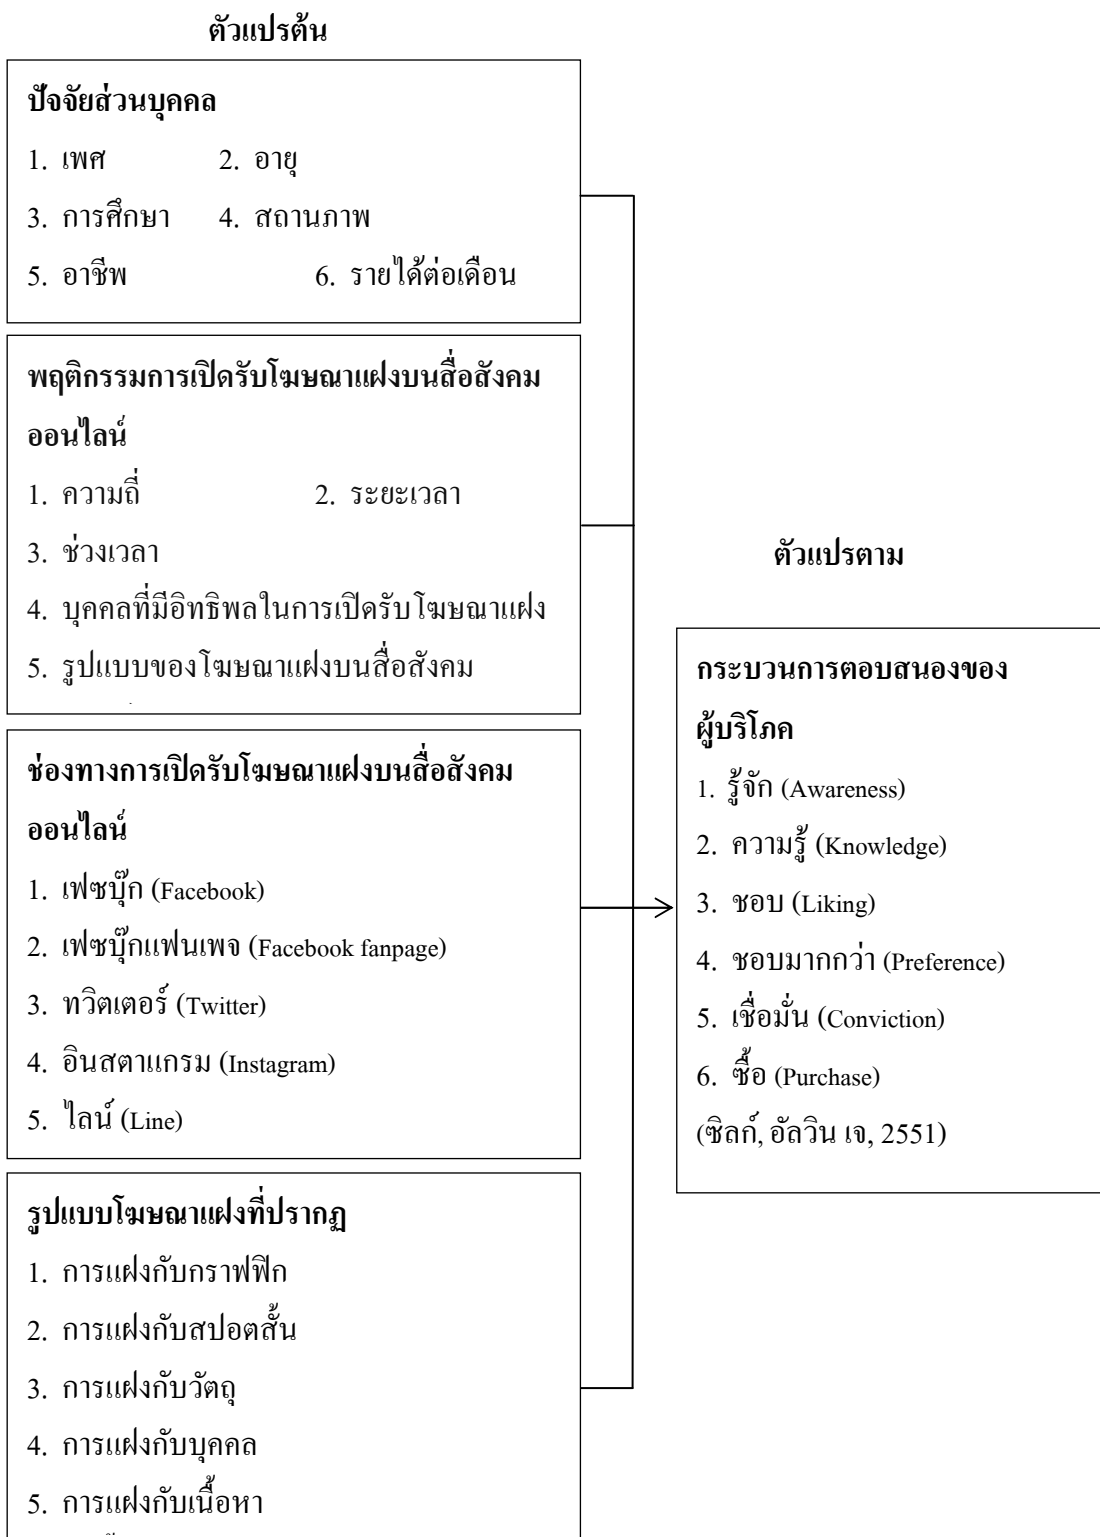 ตัวแปรต้น
ปัจจัยส่วนบุคคล
1. เพศ 2. อายุ
3. การศึกษา 4. สถานภาพ
5. อาชีพ 6. รายได้ต่อเดือน
พฤติกรรมการเปิดรับโฆษณาแฝงบนสื่อสังคม
ออนไลน์
1. ความถี่ 2. ระยะเวลา
3. ช่วงเวลา
4. บุคคลที่มีอิทธิพลในการเปิดรับโฆษณาแฝง
5. รูปแบบของโฆษณาแฝงบนสื่อสังคม
ช่องทางการเปิดรับโฆษณาแฝงบนสื่อสังคม
ออนไลน์
1. เฟซบุ๊ก (Facebook)
2. เฟซบุ๊กแฟนเพจ (Facebook fanpage)
3. ทวิตเตอร์ (Twitter)
4. อินสตาแกรม (Instagram)
5. ไลน์ (Line)
รูปแบบโฆษณาแฝงที่ปรากฏ
1. การแฝงกับกราฟฟิก
2. การแฝงกับสปอตสั้น
3. การแฝงกับวัตถุ
4. การแฝงกับบุคคล
5. การแฝงกับเนื้อหา
ตัวแปรตาม
กระบวนการตอบสนองของ
ผู้บริโภค
1. รู้จัก (Awareness)
2. ความรู้ (Knowledge)
3. ชอบ (Liking)
4. ชอบมากกว่า (Preference)
5. เชื่อมั่น (Conviction)
6. ซื้อ (Purchase)
(ซิลก์, อัลวิน เจ, 2551)